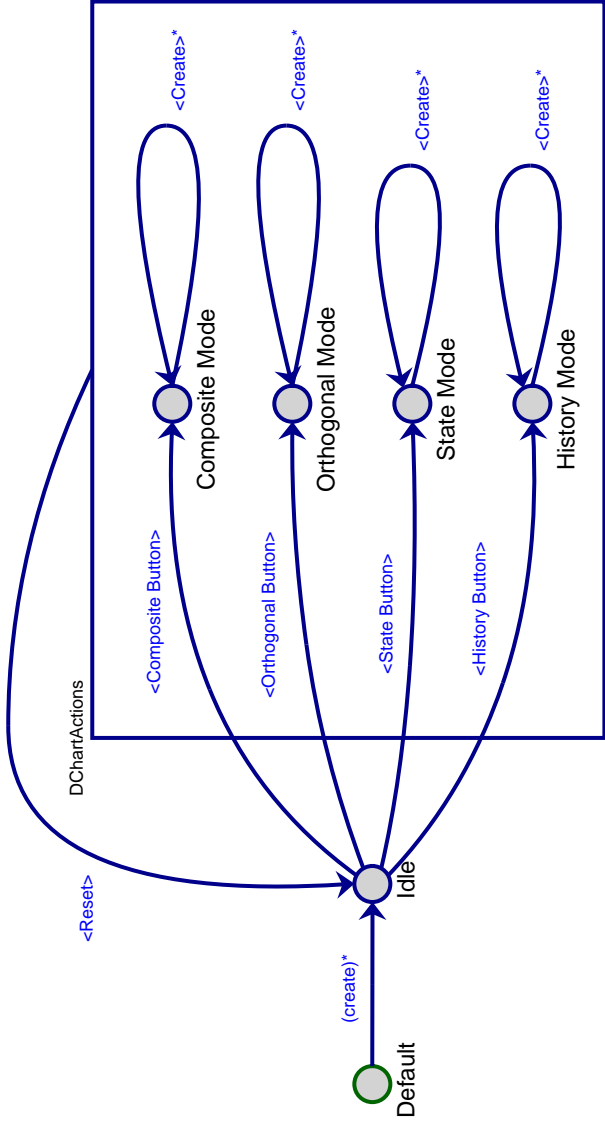 <Reset>
DChartActions
Default
(create)*
Idle
<Composite Button>
Composite Mode
<Create>*
<Orthogonal Button>
Orthogonal Mode
<Create>*
<State Button>
State Mode
<Create>*
<History Button>
History Mode
<Create>*